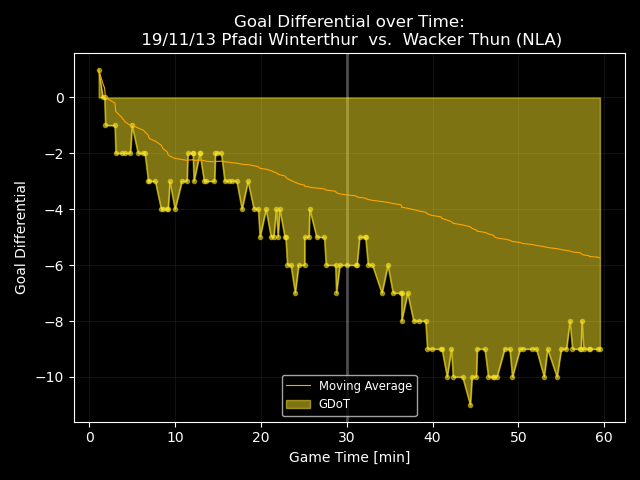 Goal Differential over Time:
19/11/13 Pfadi Winterthur  vs.  Wacker Thun (NLA)
Goal Differential
0
−2
−4
−6
−8
−10
Moving Average
GDoT
0 10 20 30 40 50 60
Game Time [min]